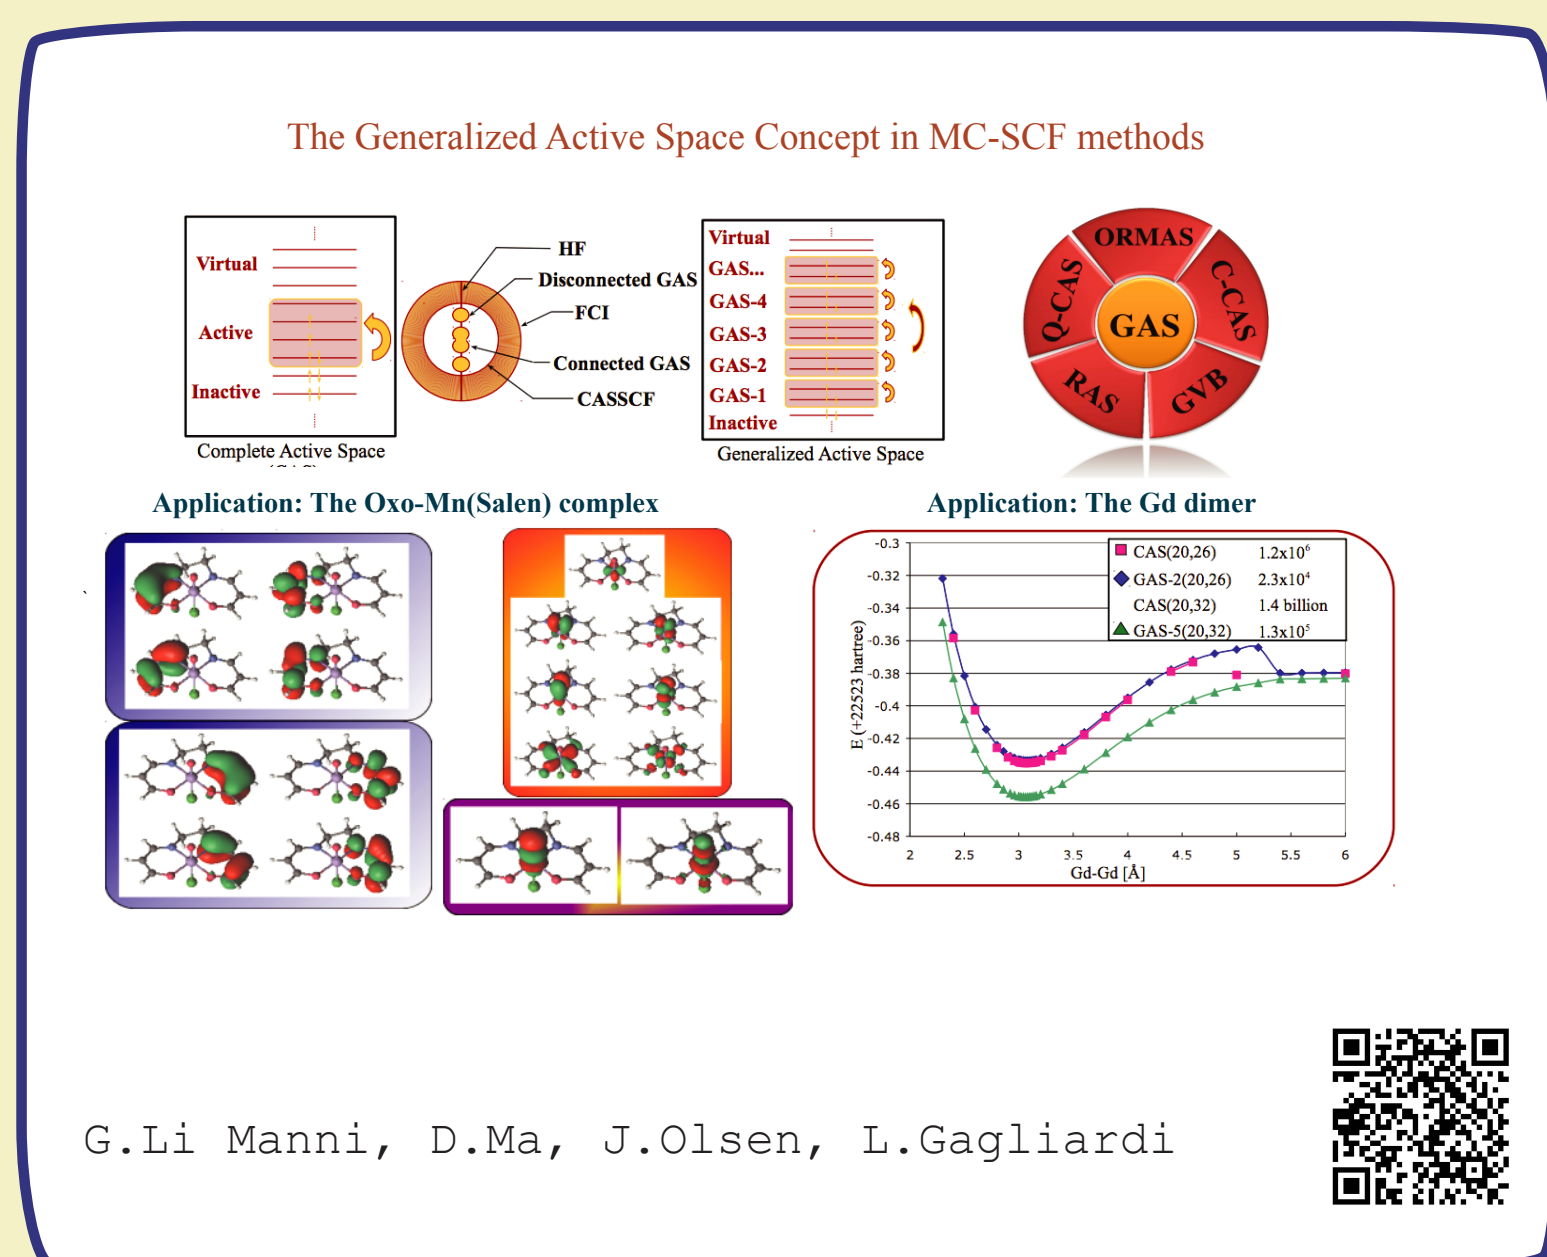 The Generalized Active Space Concept in MC-SCF methods
Virtual
Active
Inactive
Complete Active Space
HF
Disconnected GAS
FCI
Connected GAS
CASSCF
Virtual
GAS...
GAS-4
GAS-3
GAS-2
GAS-1
Inactive
Generalized Active Space
ORMAS
C-CAS
GVB
RAS
Q-CAS
GAS
Application: The Oxo-Mn(Salen) complex
Application: The Gd dimer
CAS(20,26) 1.2x10⁶
GAS-2(20,26) 2.3x10⁴
CAS(20,32) 1.4 billion
GAS-5(20,32) 1.3x10⁵
E (+22523 hartree)
-0.3
-0.32
-0.34
-0.36
-0.38
-0.4
-0.42
-0.44
-0.46
-0.48
2 2.5 3 3.5 4 4.5 5 5.5 6
Gd-Gd [Å]
G.Li Manni, D.Ma, J.Olsen, L.Gagliardi